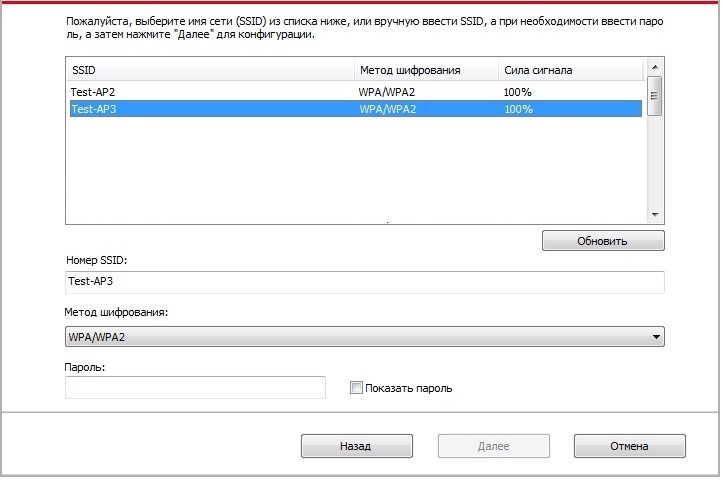 Пожалуйста, выберите имя сети (SSID) из списка ниже, или вручную ввести SSID, а при необходимости ввести паро
ль, а затем нажмите "Далее" для конфигурации.
SSID Метод шифрования Сила сигнала
Test-AP2 WPA/WPA2 100%
Test-AP3 WPA/WPA2 100%
Обновить
Номер SSID:
Test-AP3
Метод шифрования:
WPA/WPA2
Пароль:
Показать пароль
Назад Далее Отмена